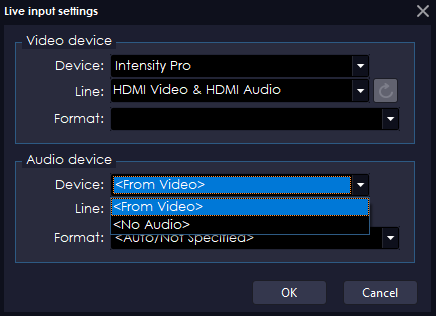 Live input settings
Video device
Device: Intensity Pro
Line: HDMI Video & HDMI Audio
Format:
Audio device
Device: <From Video>
Line: <From Video>
<No Audio>
Format: <Auto/Not Specified>
OK Cancel